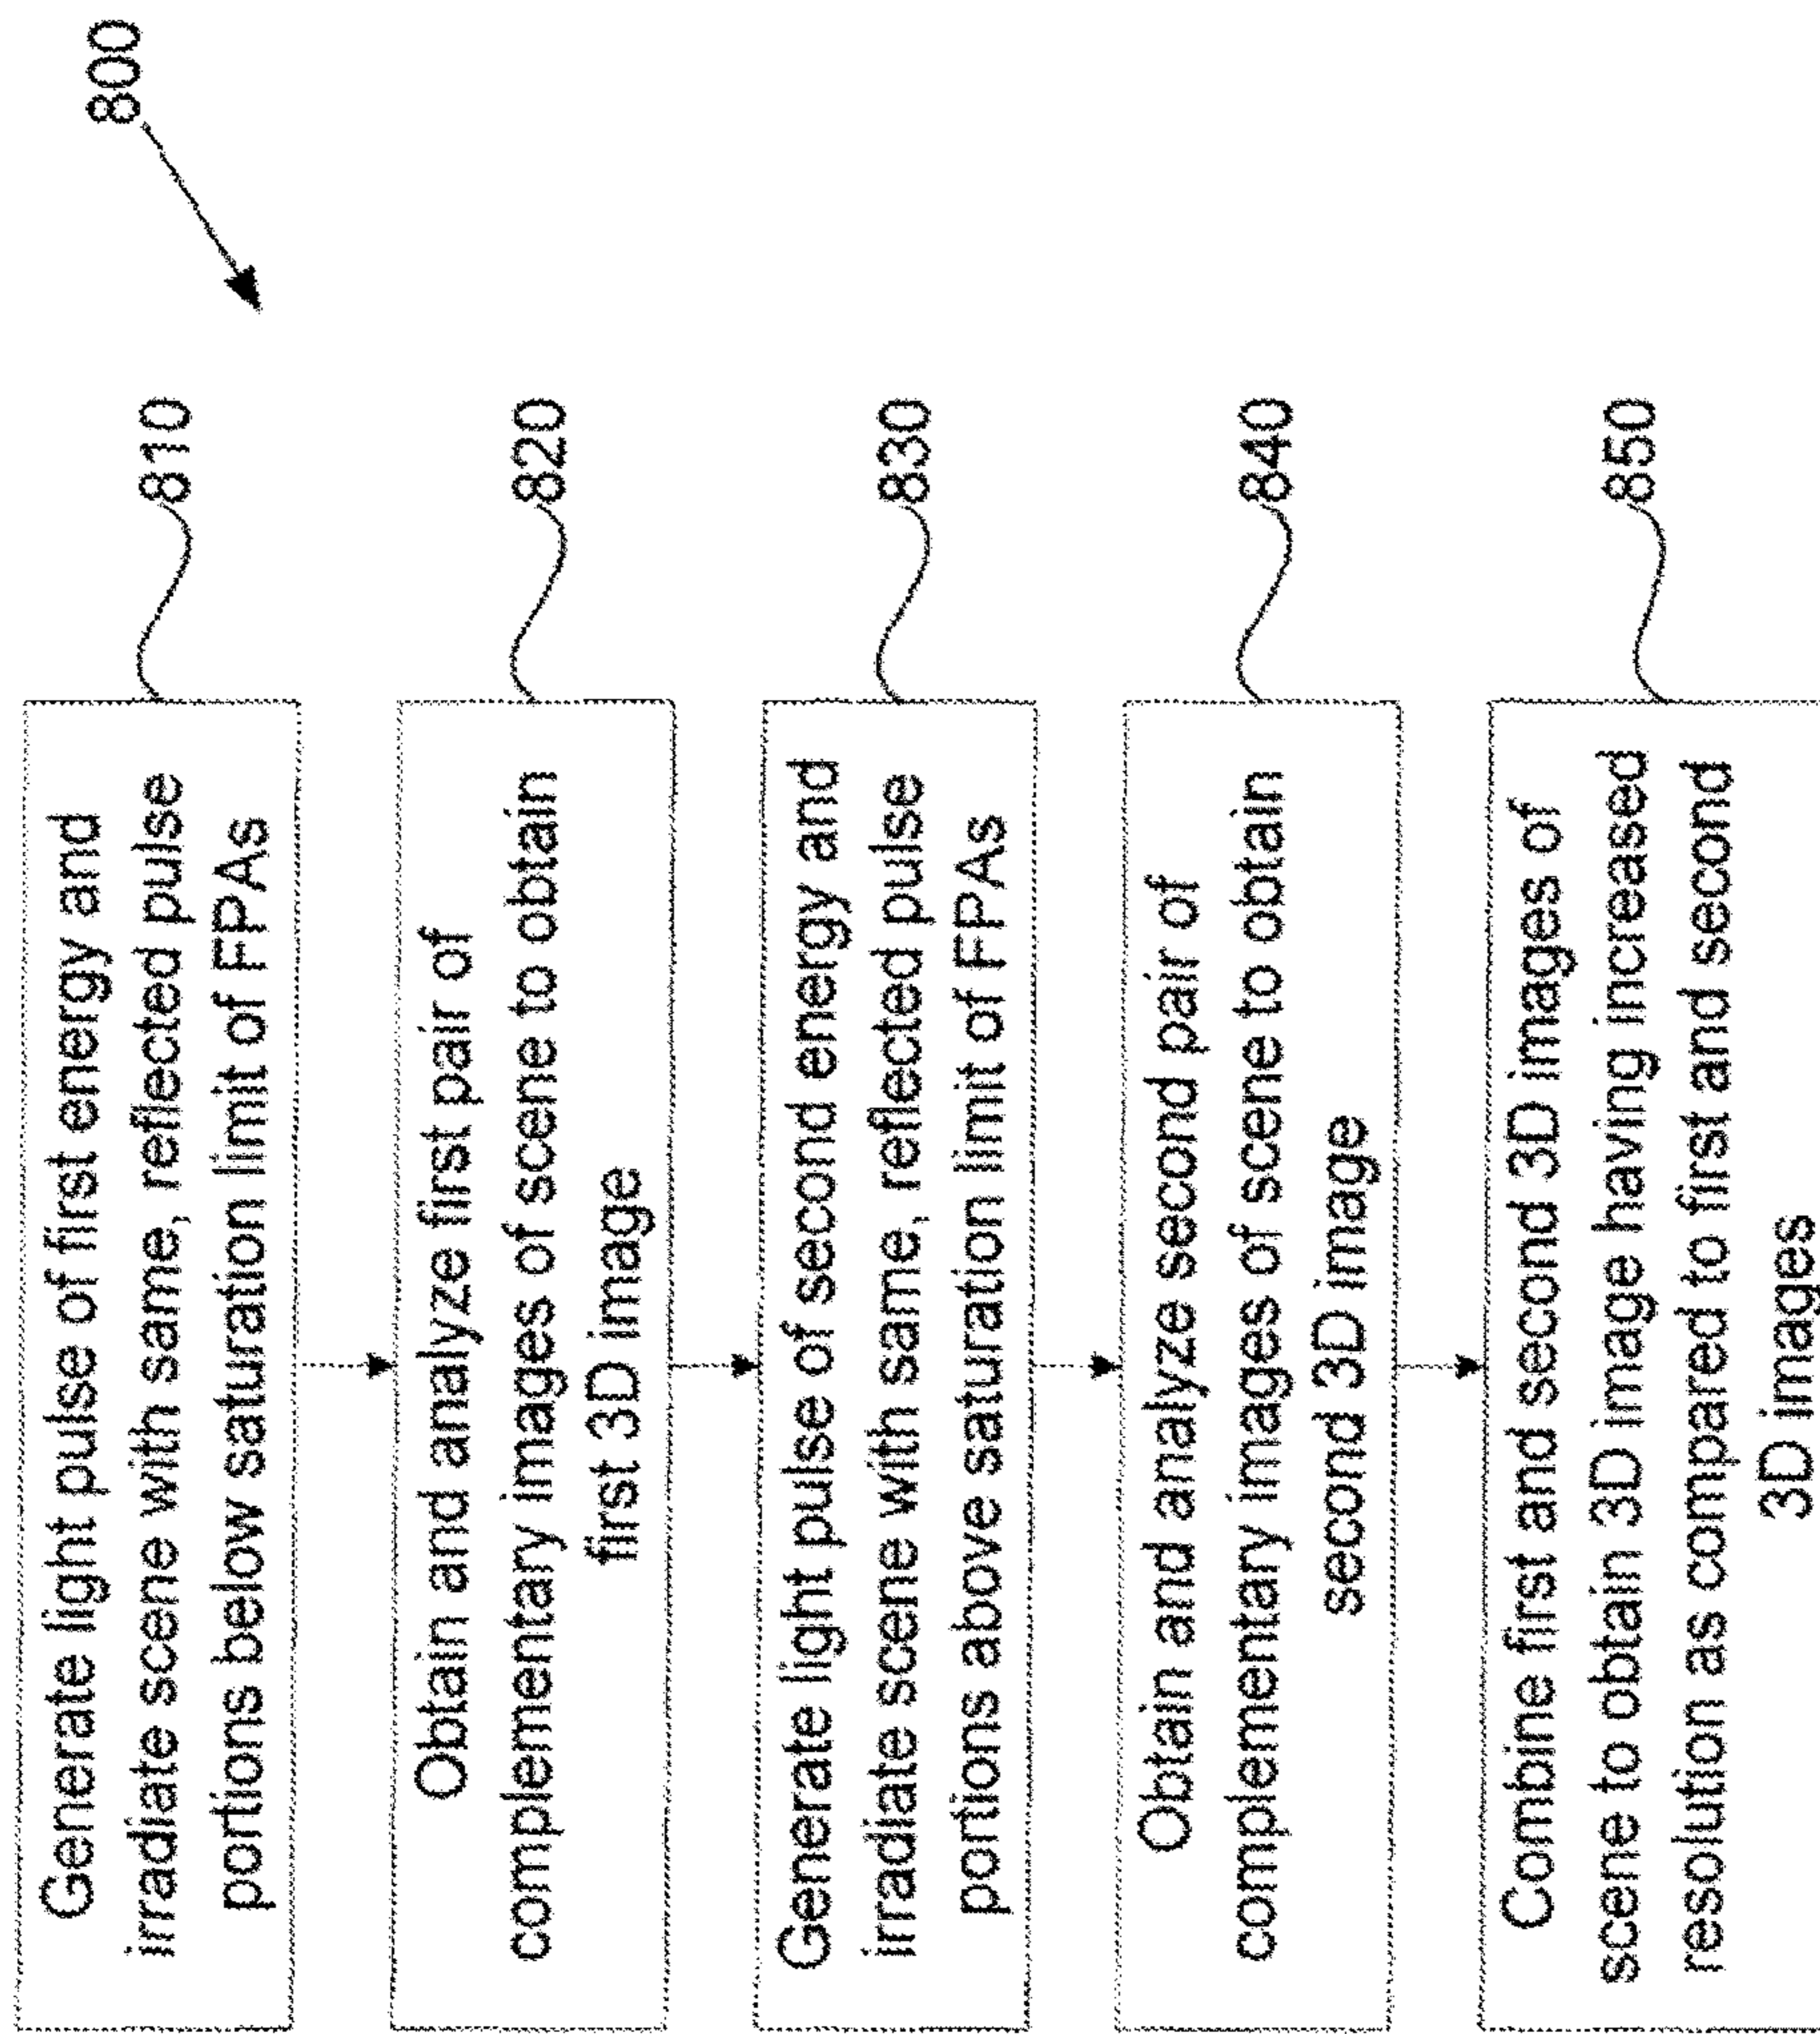 800
Generate light pulse of first energy and
irradiate scene with same, reflected pulse
portions below saturation limit of FPAs
810
Obtain and analyze first pair of
complementary images of scene to obtain
first 3D image
820
Generate light pulse of second energy and
irradiate scene with same, reflected pulse
portions above saturation limit of FPAs
830
Obtain and analyze second pair of
complementary images of scene to obtain
second 3D image
840
Combine first and second 3D images of
scene to obtain 3D image having increased
resolution as compared to first and second
3D images
850